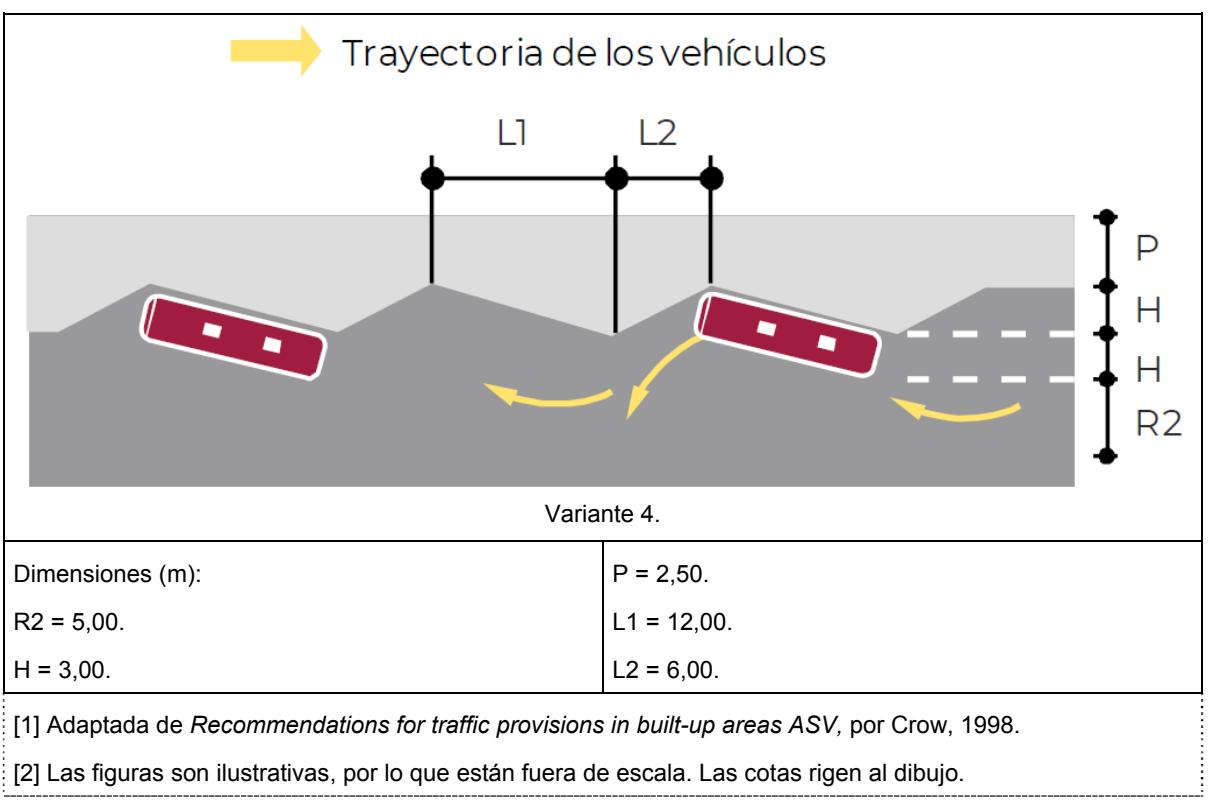 Trayectoria de los vehículos
L1
L2
P
H
H
R2
Variante 4.
Dimensiones (m):
R2 = 5,00.
H = 3,00.
P = 2,50.
L1 = 12,00.
L2 = 6,00.
[1] Adaptada de Recommendations for traffic provisions in built-up areas ASV, por Crow, 1998.
[2] Las figuras son ilustrativas, por lo que están fuera de escala. Las cotas rigen al dibujo.